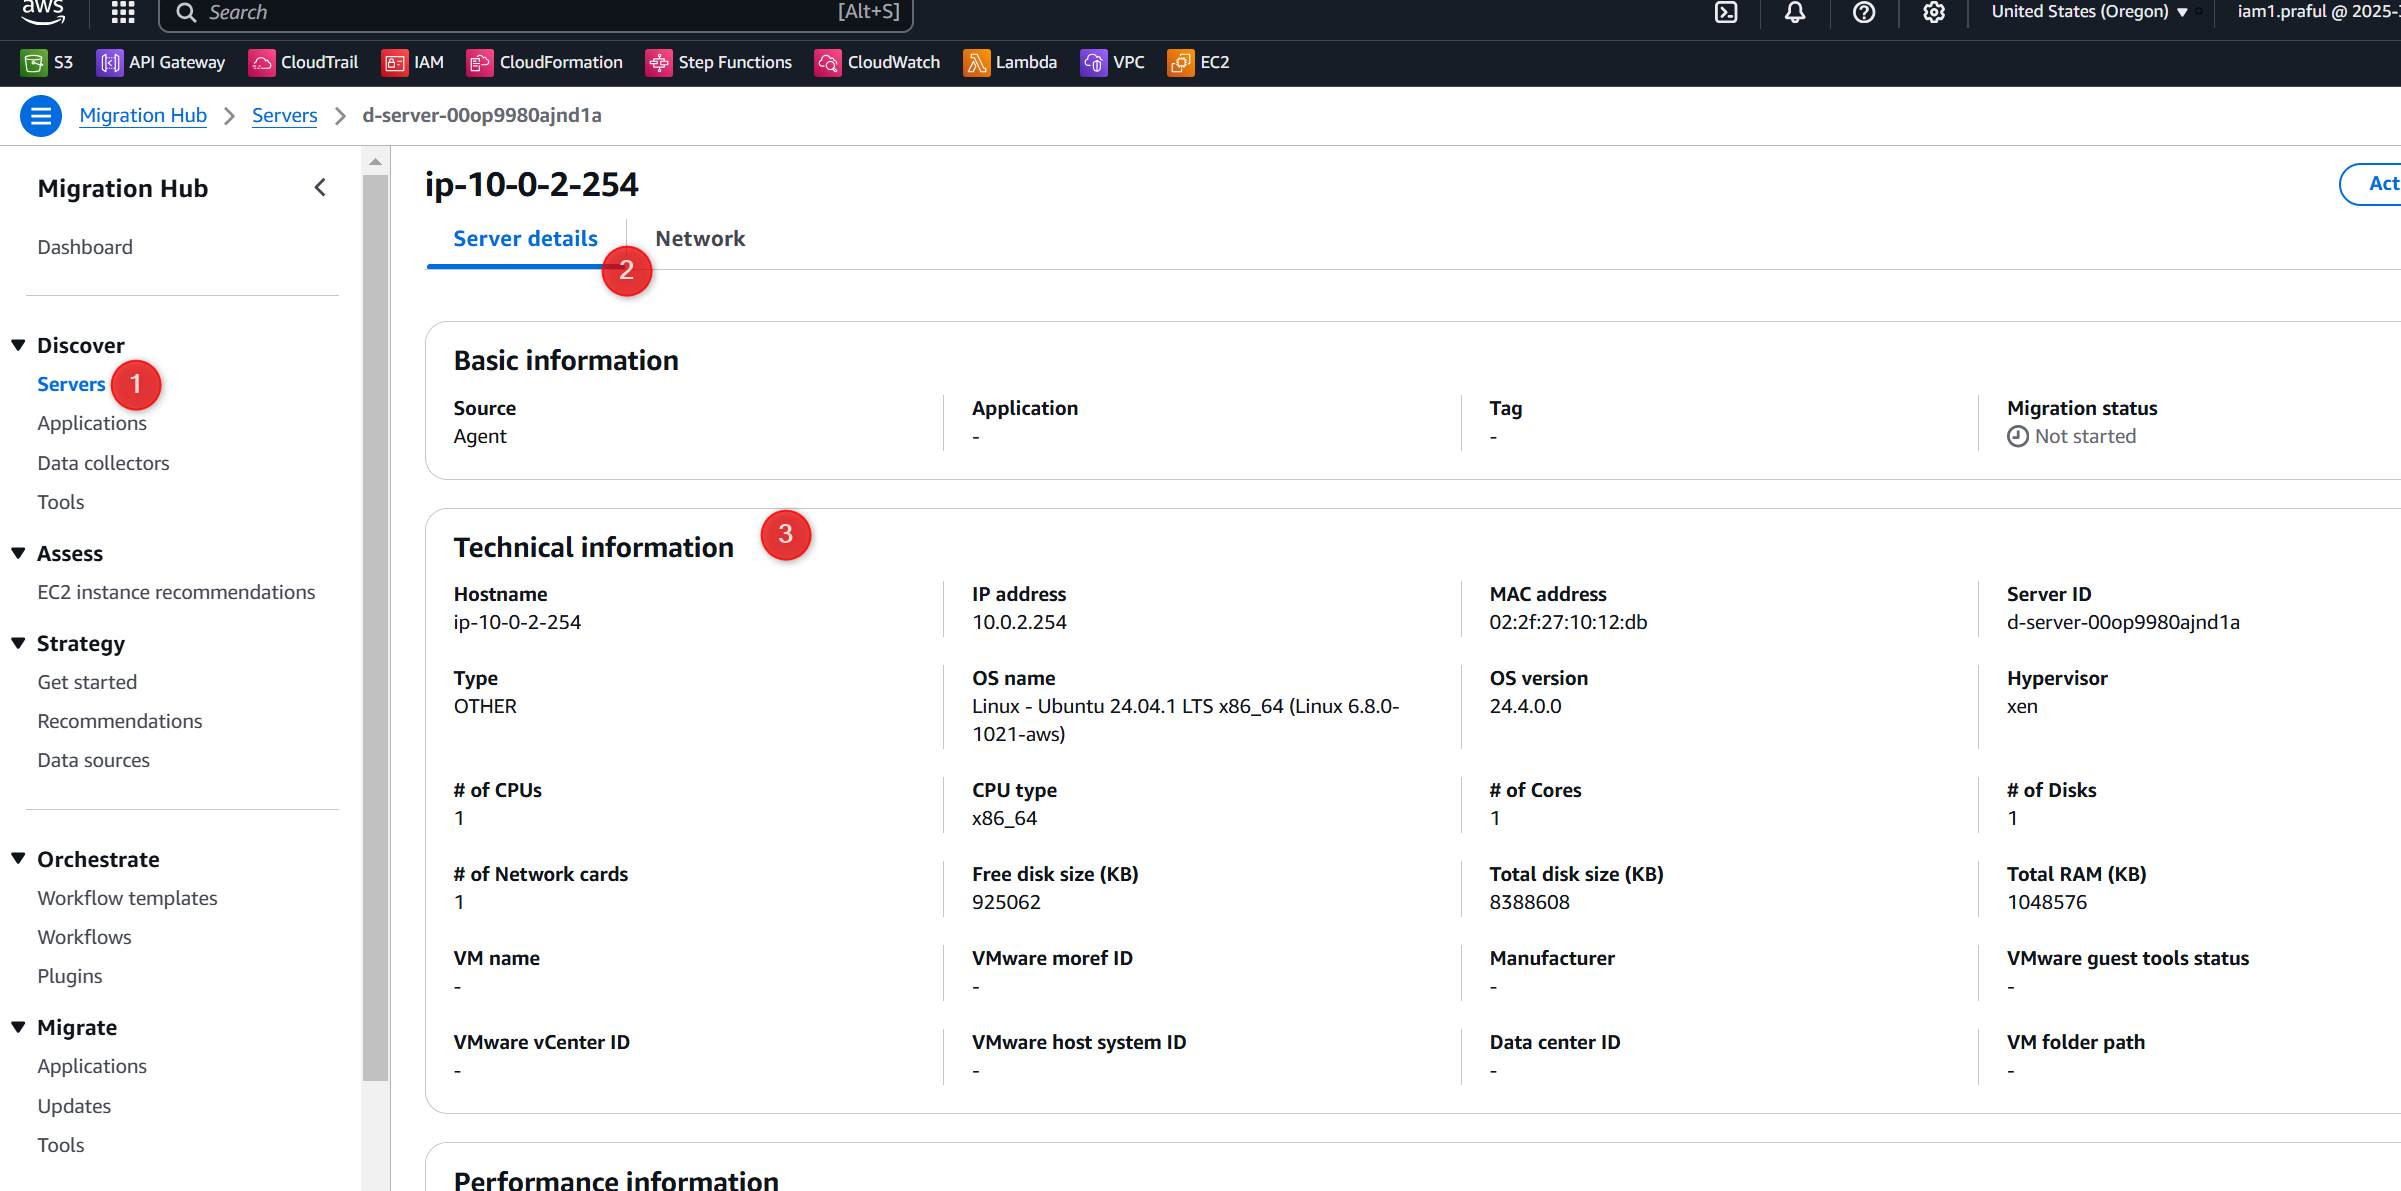 aws
Search [Alt+S]
United States (Oregon)
iam1.praful @ 2025-
S3 API Gateway CloudTrail IAM CloudFormation Step Functions CloudWatch Lambda VPC EC2
Migration Hub > Servers > d-server-00op9980ajnd1a
Migration Hub
Dashboard
Discover
Servers 1
Applications
Data collectors
Tools
Assess
EC2 instance recommendations
Strategy
Get started
Recommendations
Data sources
Orchestrate
Workflow templates
Workflows
Plugins
Migrate
Applications
Updates
Tools
ip-10-0-2-254
Act
Server details Network
2
Basic information
Source Application Tag Migration status
Agent - - Not started
Technical information 3
Hostname IP address MAC address Server ID
ip-10-0-2-254 10.0.2.254 02:2f:27:10:12:db d-server-00op9980ajnd1a
Type OS name OS version Hypervisor
OTHER Linux - Ubuntu 24.04.1 LTS x86_64 (Linux 6.8.0- 24.4.0.0 xen
1021-aws)
# of CPUs CPU type # of Cores # of Disks
1 x86_64 1 1
# of Network cards Free disk size (KB) Total disk size (KB) Total RAM (KB)
1 925062 8388608 1048576
VM name VMware moref ID Manufacturer VMware guest tools status
- - - -
VMware vCenter ID VMware host system ID Data center ID VM folder path
- - - -
Performance information